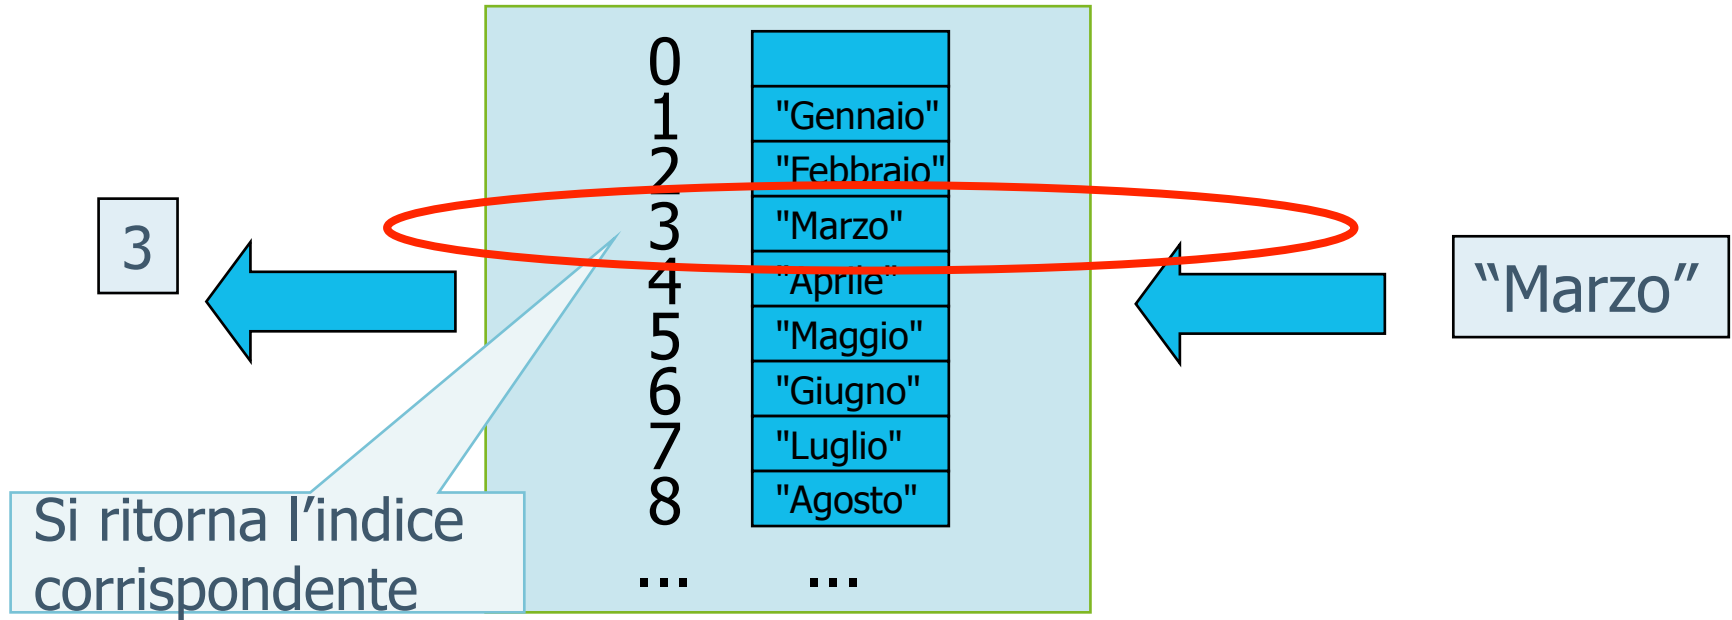 0
1 "Gennaio"
2 "Febbraio"
3 "Marzo"
4 "Aprile"
5 "Maggio"
6 "Giugno"
7 "Luglio"
8 "Agosto"
... ...
3
“Marzo”
Si ritorna l’indice
corrispondente